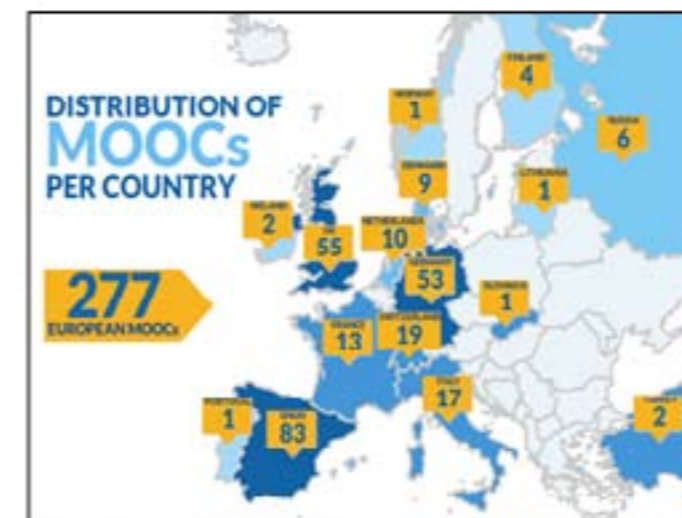 DISTRIBUTION OF
MOOCs
PER COUNTRY
277
EUROPEAN MOOCs
FINLAND
4
NORWAY
1
RUSSIA
6
DENMARK
9
LITHUANIA
1
IRELAND
2
UK
55
NETHERLANDS
10
GERMANY
53
SLOVAKIA
1
FRANCE
13
SWITZERLAND
19
ITALY
17
PORTUGAL
1
SPAIN
83
TURKEY
2